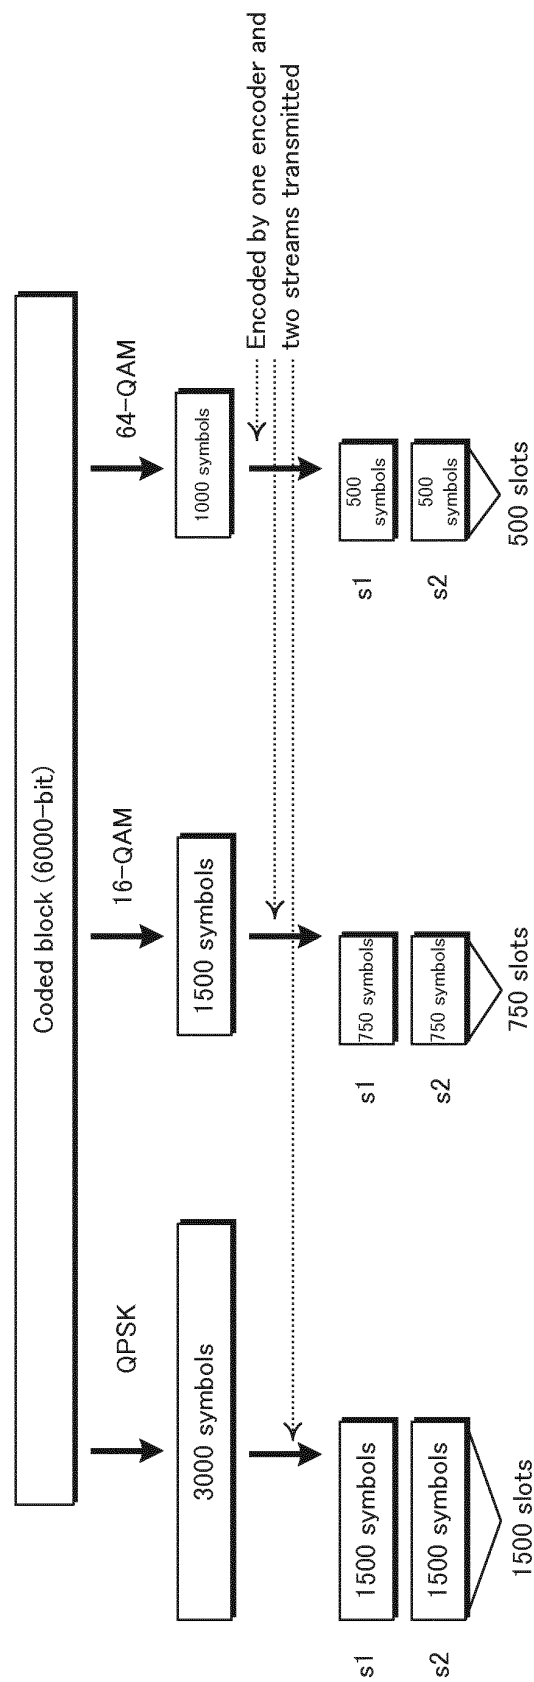 Coded block (6000-bit)
QPSK
16-QAM
64-QAM
3000 symbols
1500 symbols
1000 symbols
Encoded by one encoder and
two streams transmitted
s1
1500 symbols
s2
1500 symbols
1500 slots
s1
750 symbols
s2
750 symbols
750 slots
s1
500
symbols
s2
500
symbols
500 slots